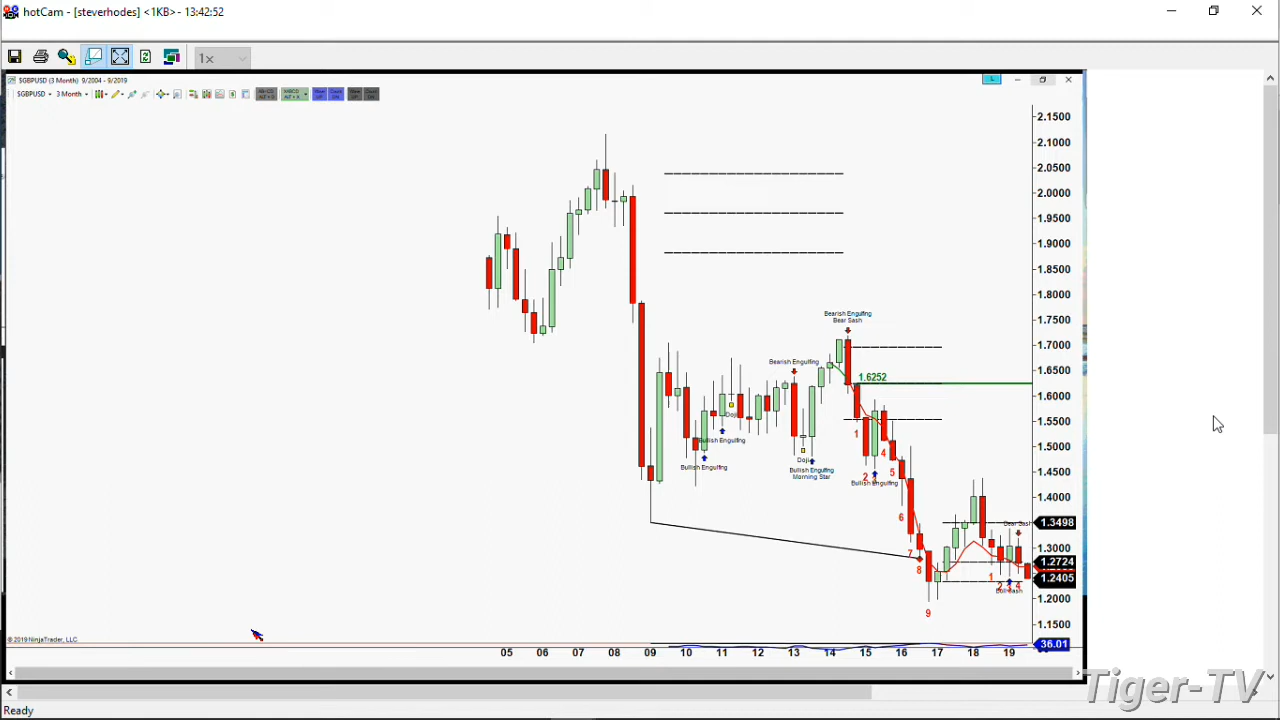 hotCam - [steverhodes] <1KB> - 13:42:52
1x
$GBPUSD (3 Month) 9/2004 - 9/2019
$GBPUSD 3 Month
2.1500
2.1000
2.0500
2.0000
1.9500
1.9000
1.8500
1.8000
1.7500
1.7000
1.6500
1.6000
1.5500
1.5000
1.4500
1.4000
1.3498
1.3000
1.2724
1.2405
1.2000
1.1500
36.01
Bearish Engulfing
Bear Sash
Bearish Engulfing
1.6252
Doji
Bullish Engulfing
Bullish Engulfing
Doji
Bullish Engulfing
Morning Star
Bullish Engulfing
1
2
4
5
6
7
8
9
Bear Sash
1
2
4
© 2019 NinjaTrader, LLC.
05 06 07 08 09 10 11 12 13 14 15 16 17 18 19
Tiger-TV
Ready